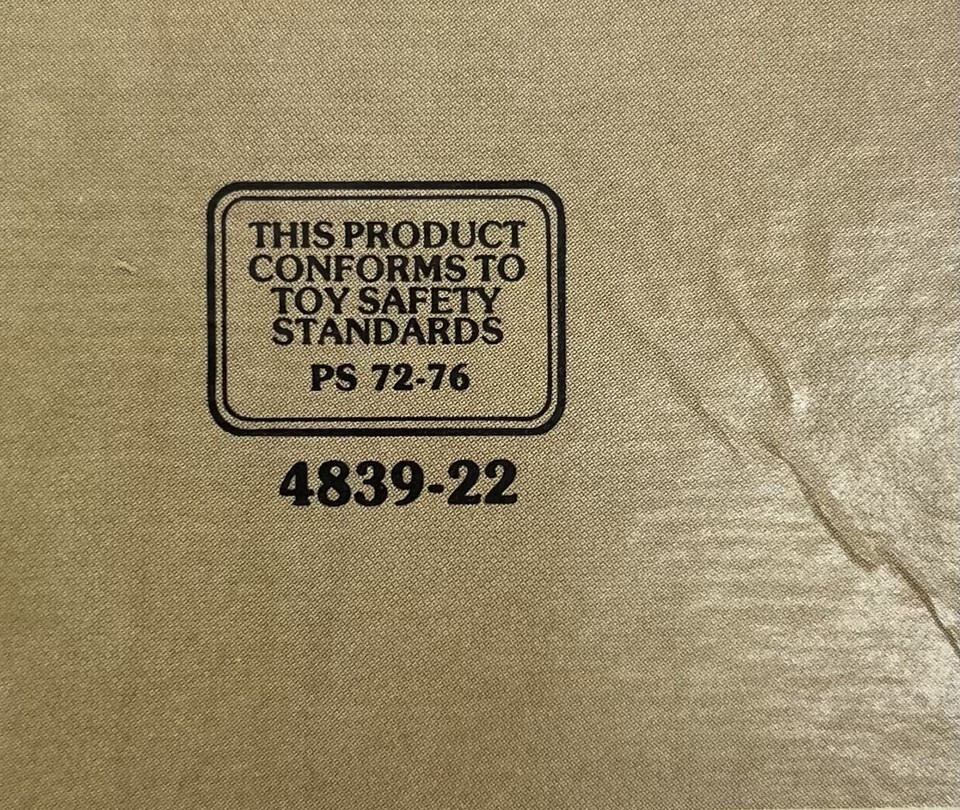 THIS PRODUCT
CONFORMS TO
TOY SAFETY
STANDARDS
PS 72-76
4839-22